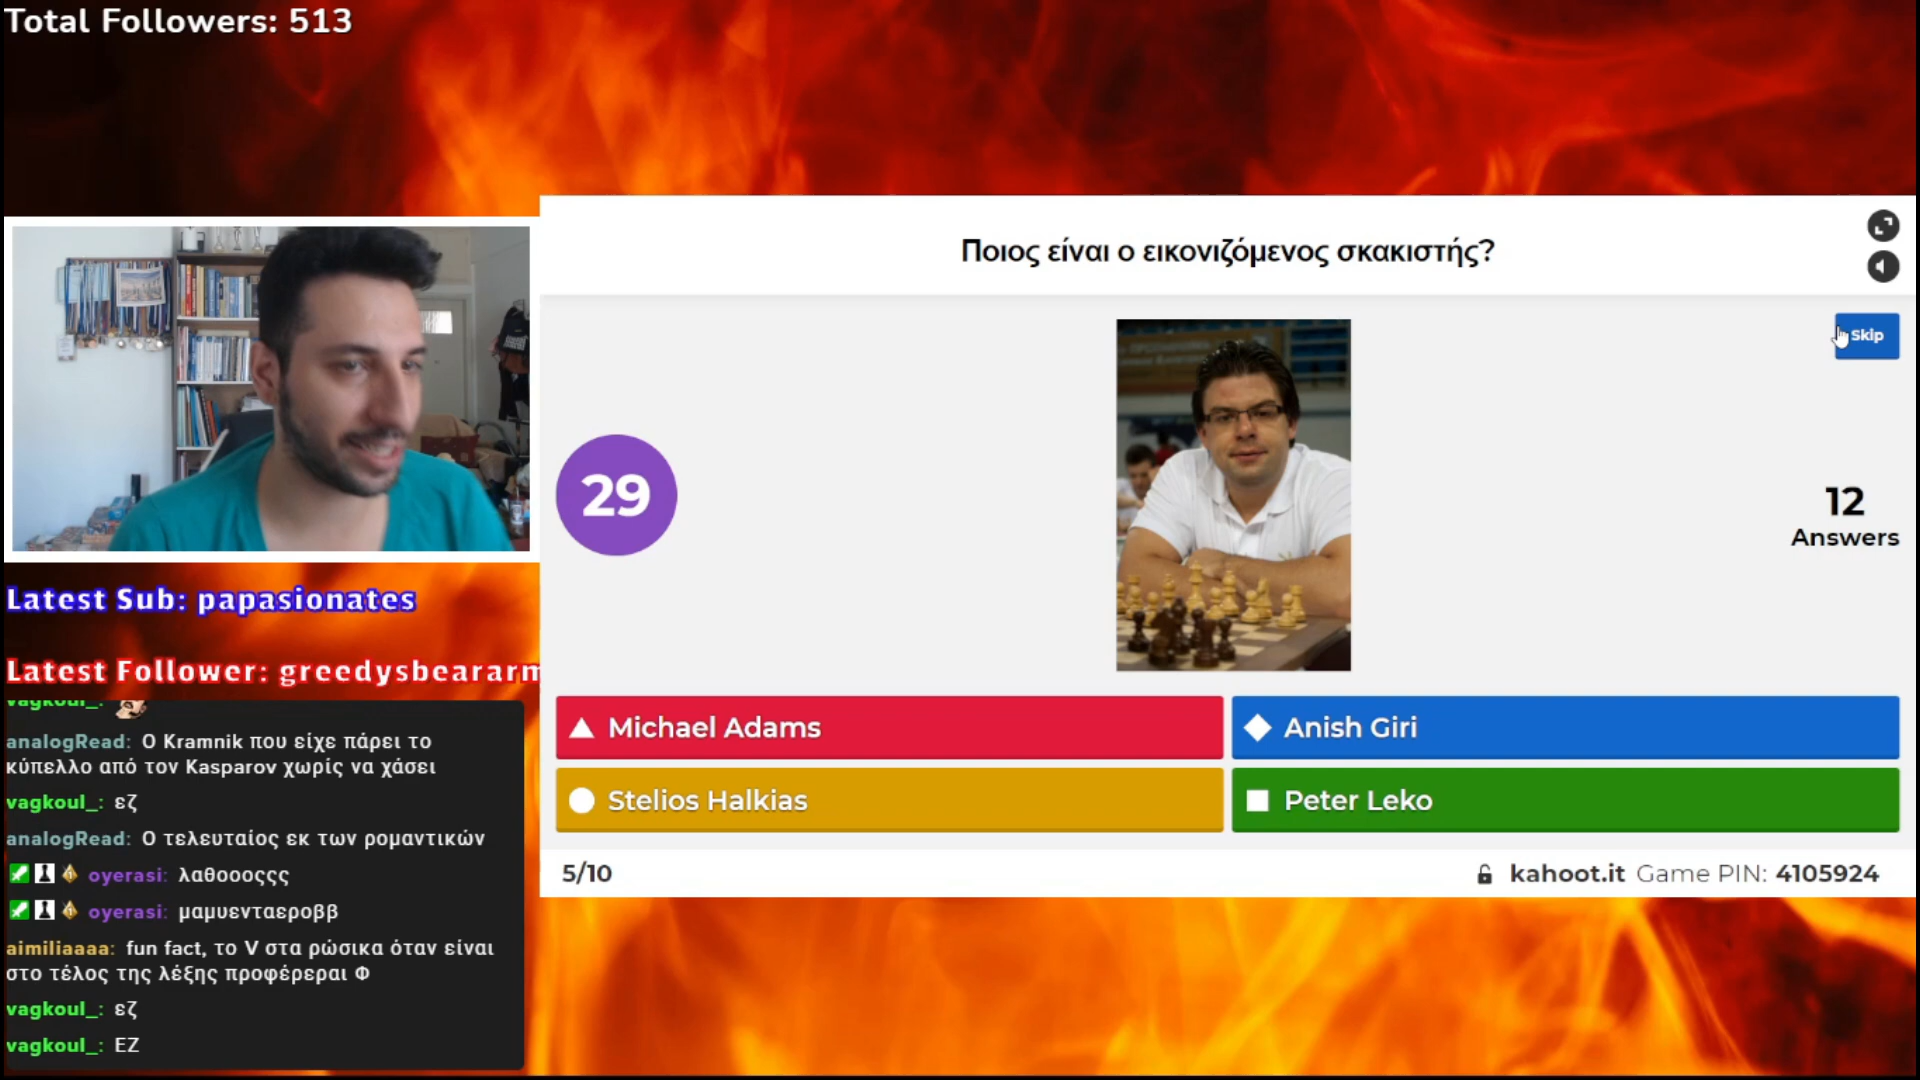 Total Followers: 513
Ποιος είναι ο εικονιζόμενος σκακιστής?
Skip
29
12
Answers
Latest Sub: papasionates
Latest Follower: greedysbeararm
Michael Adams
Anish Giri
Stelios Halkias
Peter Leko
5/10
kahoot.it Game PIN: 4105924
vagkoul_:
analogRead: Ο Kramnik που είχε πάρει το
κύπελλο από τον Kasparov χωρίς να χάσει
vagkoul_: εζ
analogRead: Ο τελευταίος εκ των ρομαντικών
oyerasi: λαθοοοςςς
oyerasi: μαμυενταεροββ
aimiliaaaa: fun fact, το V στα ρώσικα όταν είναι
στο τέλος της λέξης προφέρεραι Φ
vagkoul_: εζ
vagkoul_: EZ